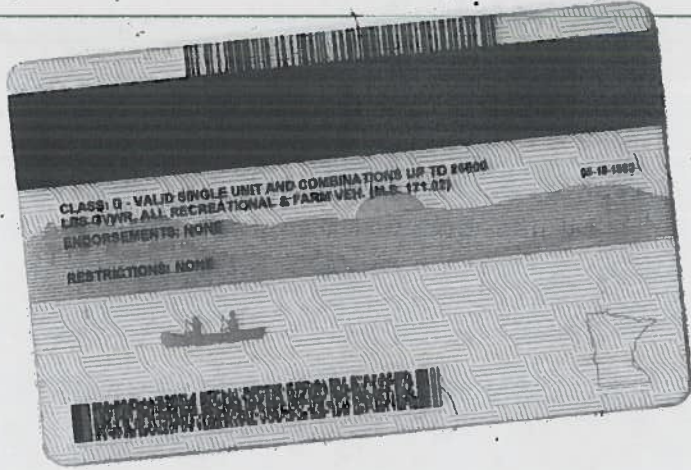 CLASS: D - VALID SINGLE UNIT AND COMBINATIONS UP TO 26000
LBS GVWR, ALL RECREATIONAL & FARM VEH. (M.S. 171.02)
ENDORSEMENTS: NONE
RESTRICTIONS: NONE